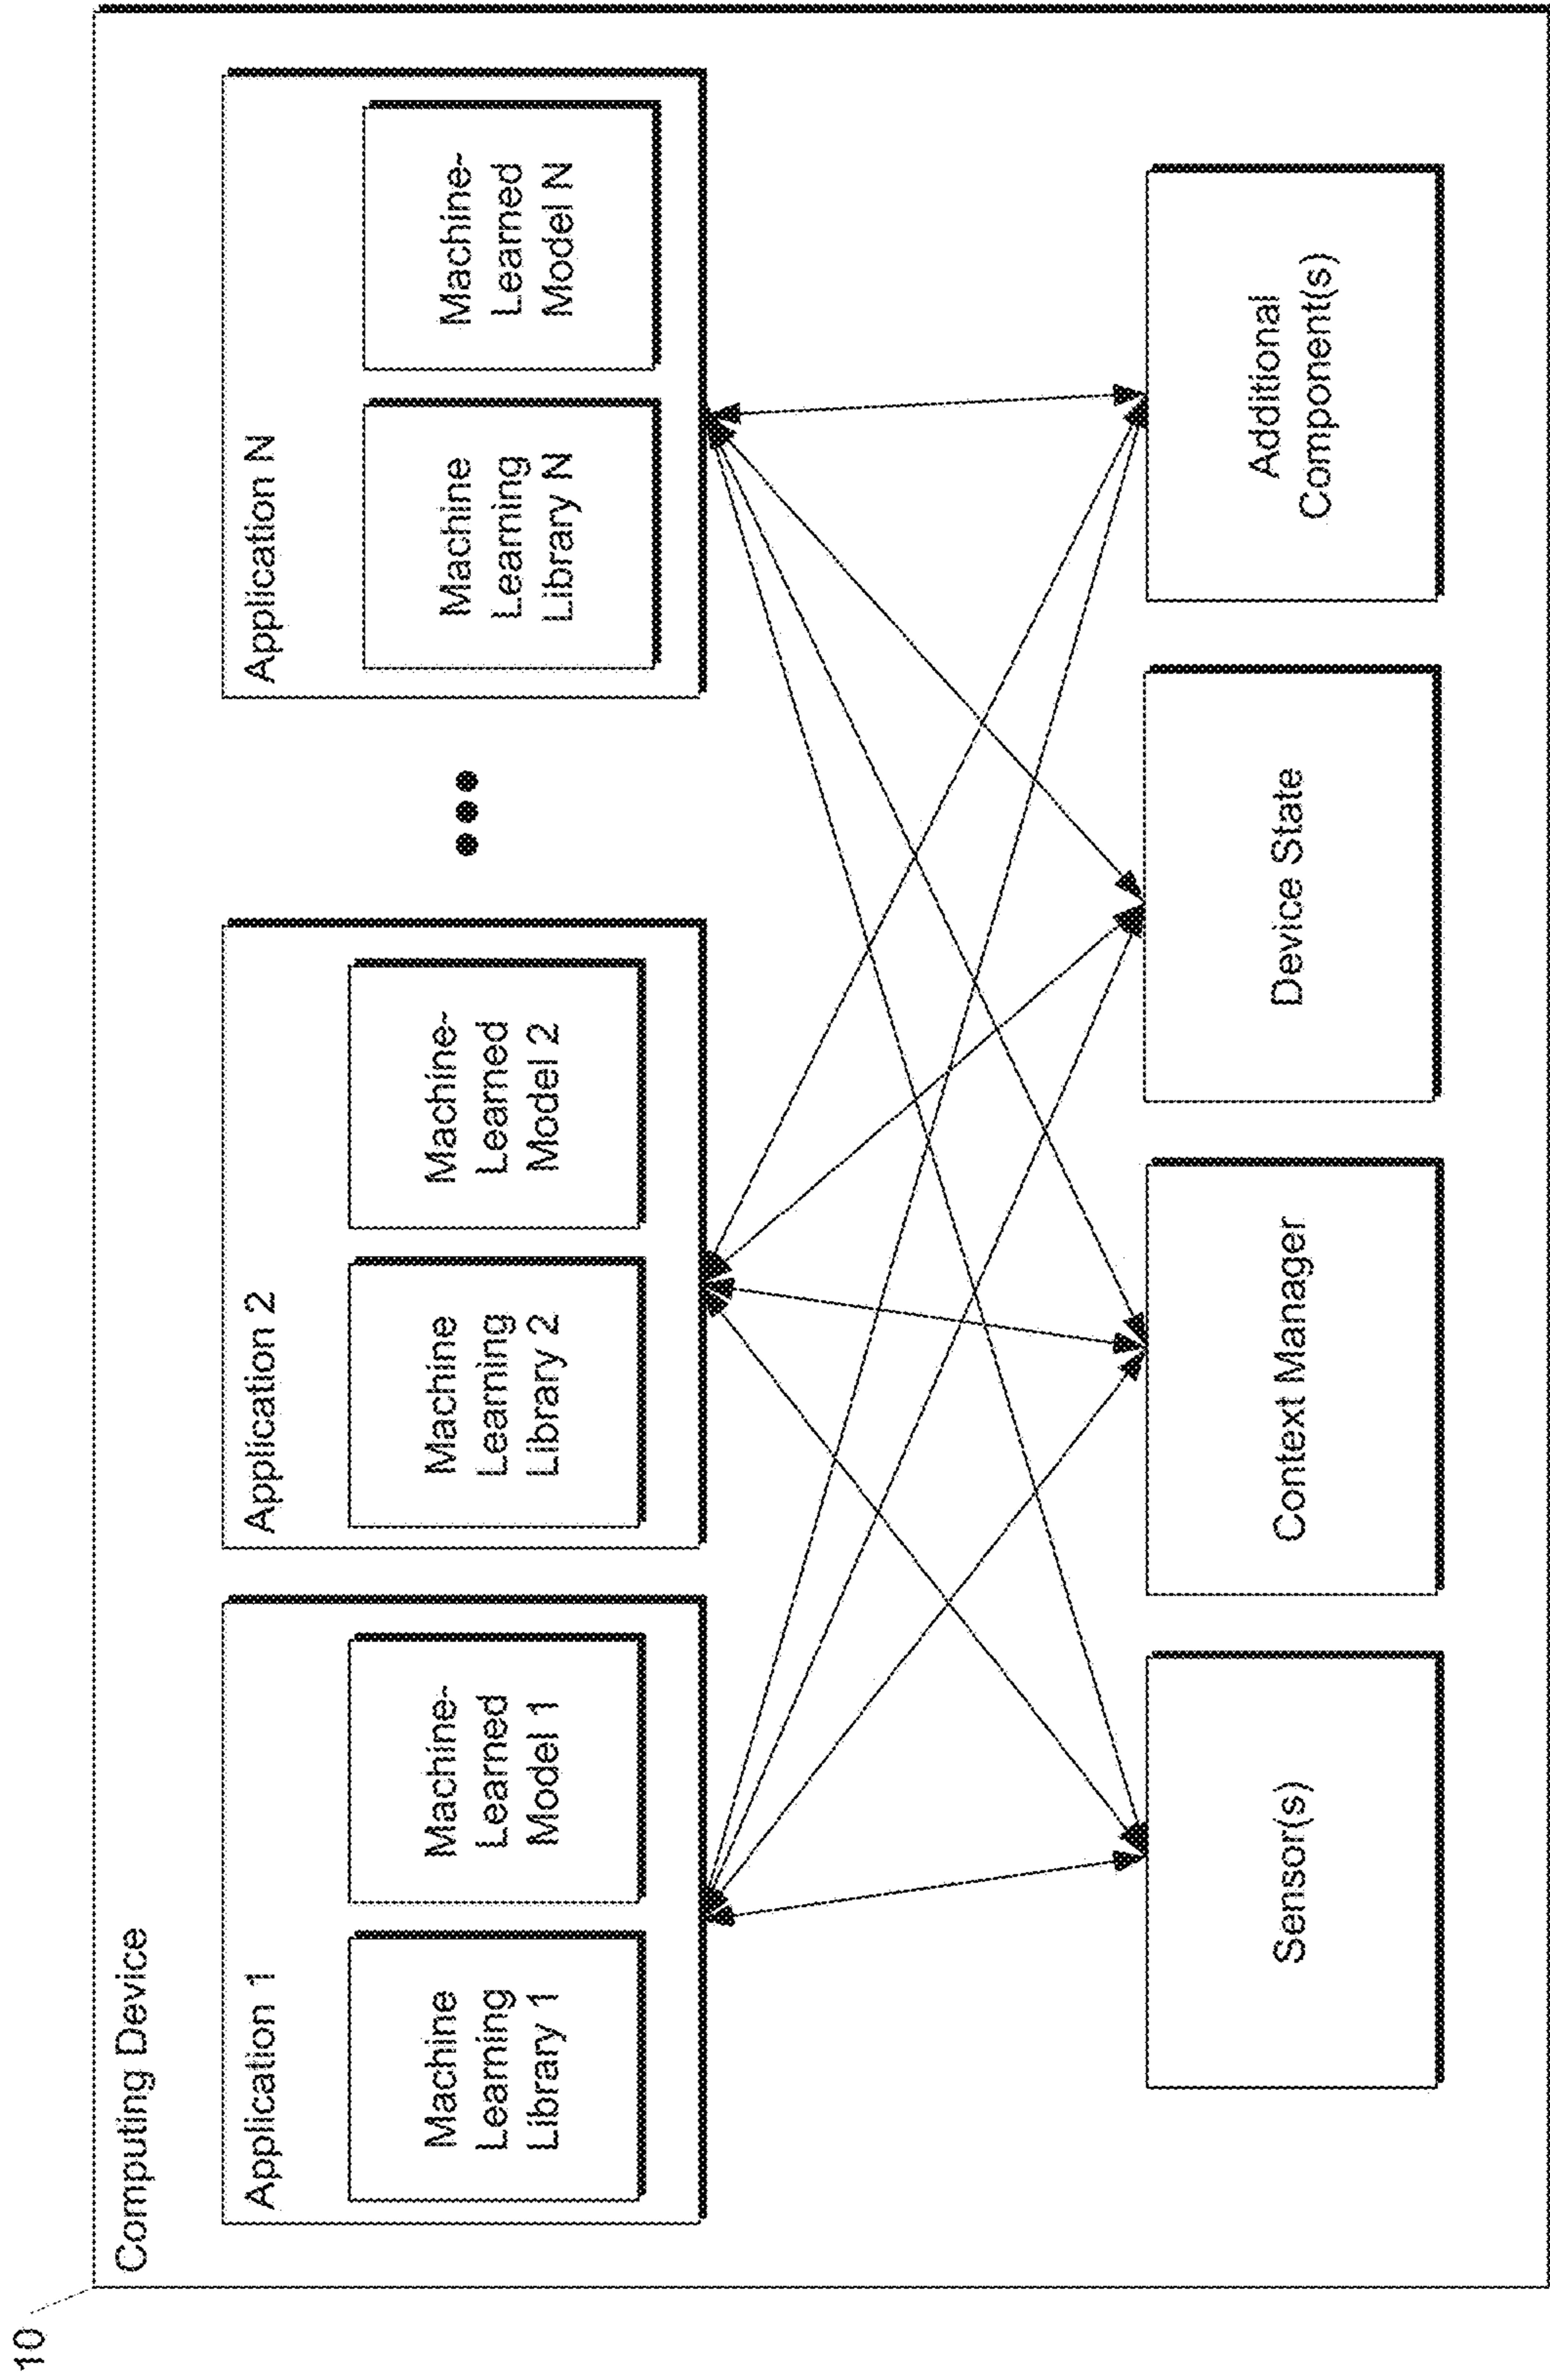 10
Computing Device
Application 1
Machine
Learning
Library 1
Machine-
Learned
Model 1
Application 2
Machine
Learning
Library 2
Machine-
Learned
Model 2
Application N
Machine
Learning
Library N
Machine-
Learned
Model N
Sensor(s)
Context Manager
Device State
Additional
Component(s)